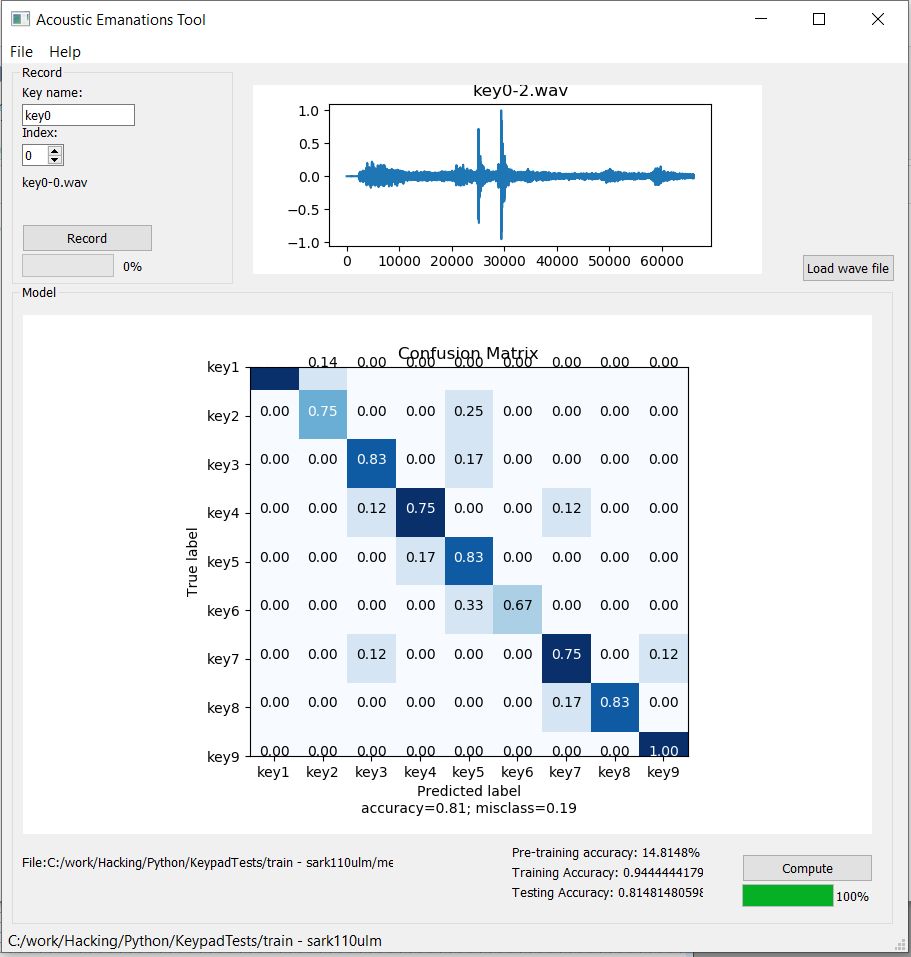 Acoustic Emanations Tool
File Help
Record
Key name:
key0
Index:
0
key0-0.wav
Record
0%
key0-2.wav
1.0
0.5
0.0
−0.5
−1.0
0 10000 20000 30000 40000 50000 60000
Load wave file
Model
Confusion Matrix
key1 0.14 0.00 0.00 0.00 0.00 0.00 0.00 0.00
key2 0.00 0.75 0.00 0.00 0.25 0.00 0.00 0.00 0.00
key3 0.00 0.00 0.83 0.00 0.17 0.00 0.00 0.00 0.00
key4 0.00 0.00 0.12 0.75 0.00 0.00 0.12 0.00 0.00
key5 0.00 0.00 0.00 0.17 0.83 0.00 0.00 0.00 0.00
key6 0.00 0.00 0.00 0.00 0.33 0.67 0.00 0.00 0.00
key7 0.00 0.00 0.12 0.00 0.00 0.00 0.75 0.00 0.12
key8 0.00 0.00 0.00 0.00 0.00 0.00 0.17 0.83 0.00
key9 0.00 0.00 0.00 0.00 0.00 0.00 0.00 0.00 1.00
True label
key1 key2 key3 key4 key5 key6 key7 key8 key9
Predicted label
accuracy=0.81; misclass=0.19
File:C:/work/Hacking/Python/KeypadTests/train - sark110ulm/me
Pre-training accuracy: 14.8148%
Training Accuracy: 0.9444444179
Testing Accuracy: 0.81481480598
Compute
100%
C:/work/Hacking/Python/KeypadTests/train - sark110ulm